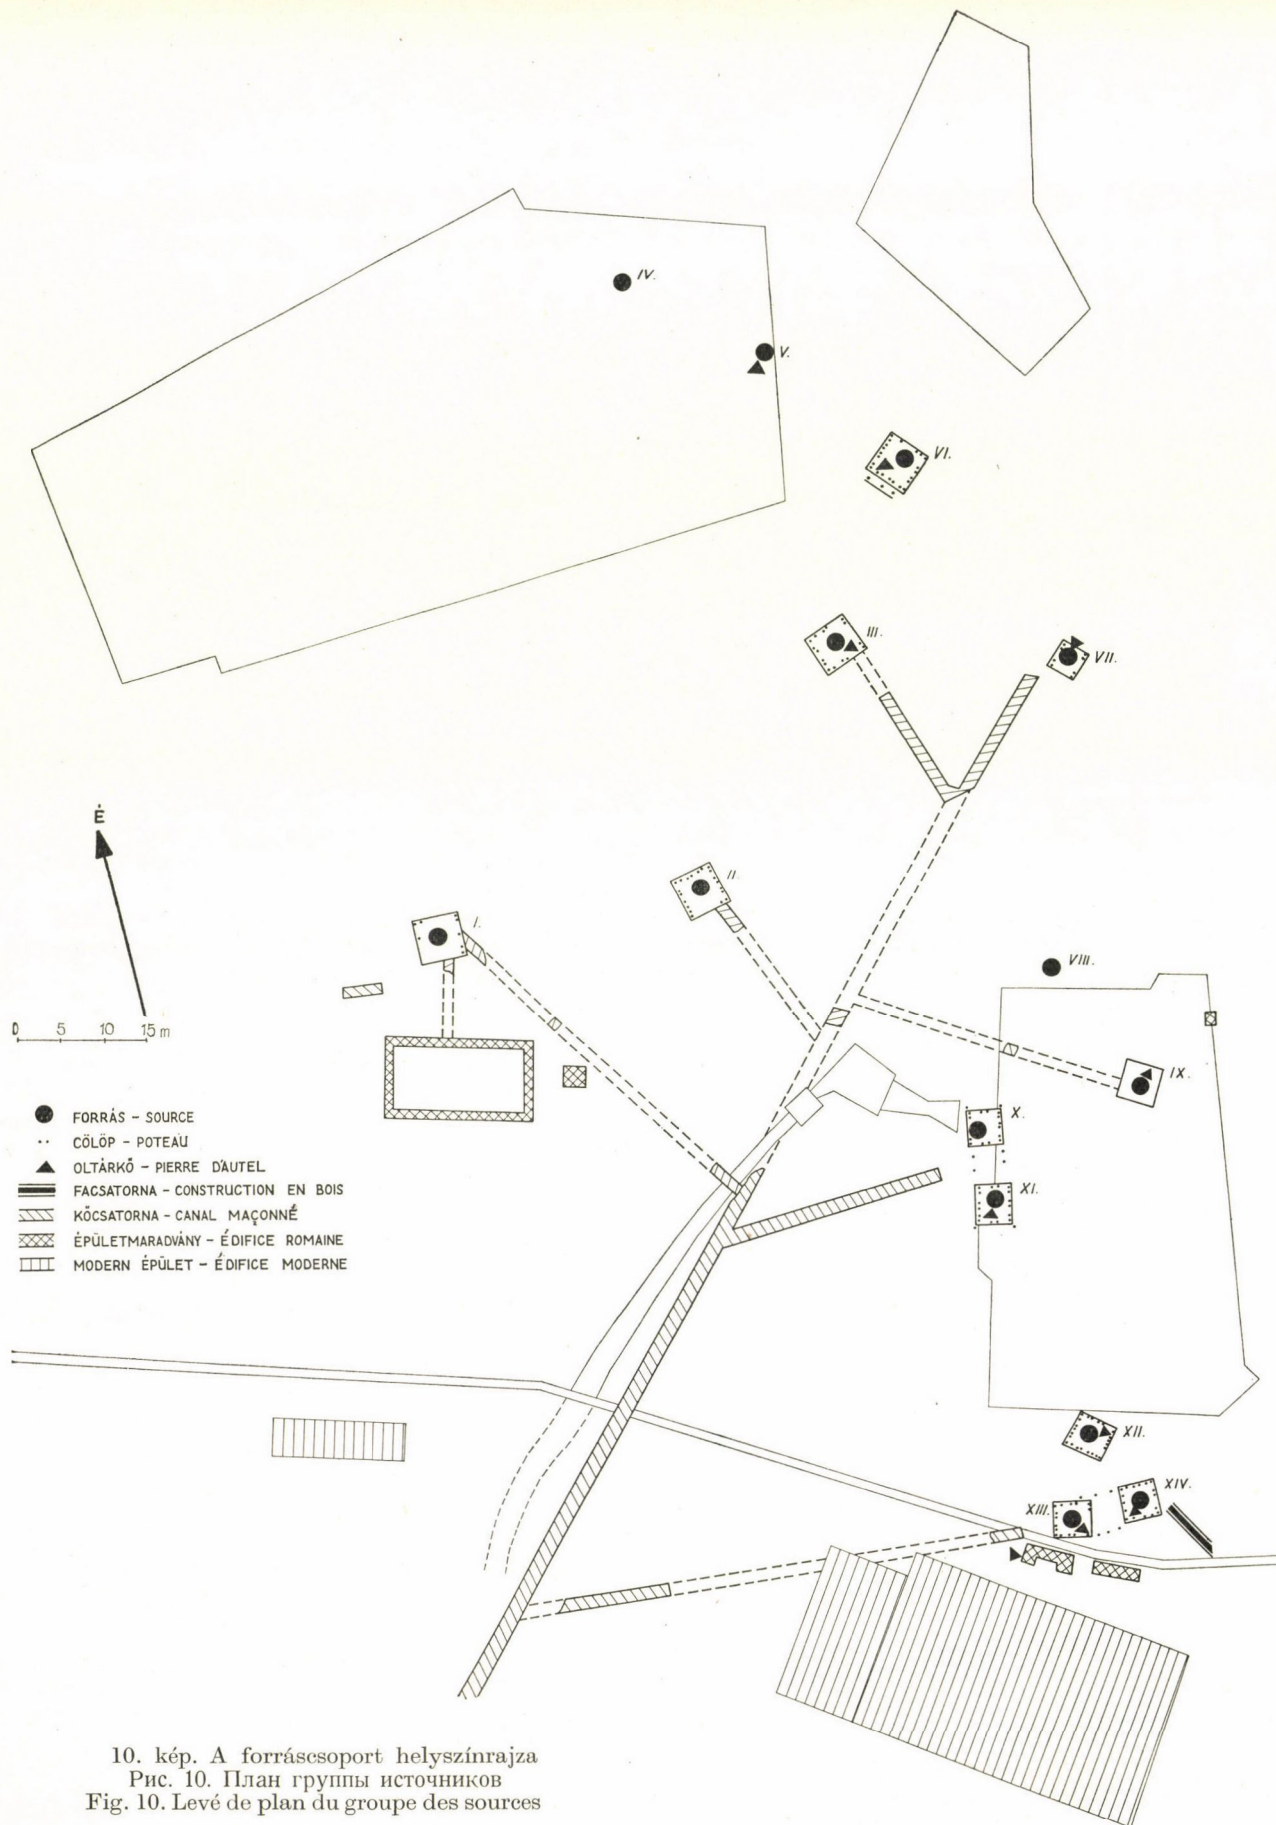 IV.
V.
VI.
III.
VII.
É
II.
I.
VIII.
0 5 10 15 m
IX.
X.
XI.
FORRÁS – SOURCE
CÖLÖP – POTEAU
OLTÁRKŐ – PIERRE D'AUTEL
FACSATORNA – CONSTRUCTION EN BOIS
KŐCSATORNA – CANAL MAÇONNÉ
ÉPÜLETMARADVÁNY – ÉDIFICE ROMAINE
MODERN ÉPÜLET – ÉDIFICE MODERNE
XII.
XIV.
XIII.
10. kép. A forráscsoport helyszínrajza
Рис. 10. План группы источников
Fig. 10. Levé de plan du groupe des sources